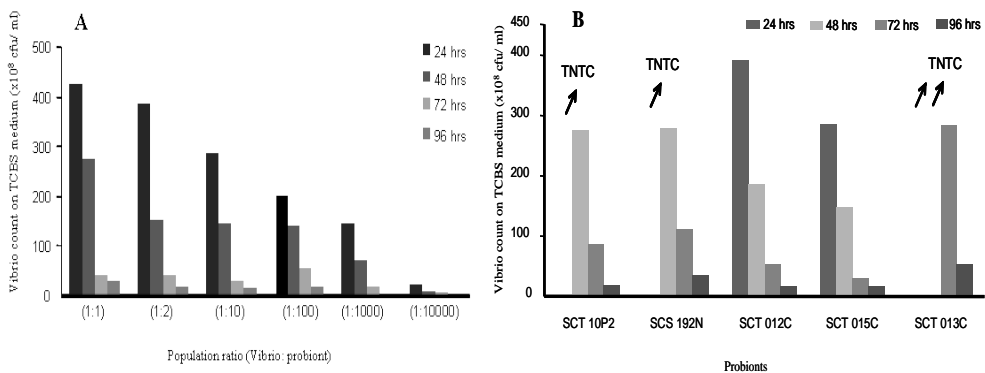 A
Vibrio count on TCBS medium (x10⁸ cfu/ ml)
500
400
300
200
100
0
24 hrs
48 hrs
72 hrs
96 hrs
(1:1) (1:2) (1:10) (1:100) (1:1000) (1:10000)
Population ratio (Vibrio: probiont)
B
Vibrio count on TCBS medium (x10⁸ cfu/ ml)
450
400
300
200
100
0
24 hrs 48 hrs 72 hrs 96 hrs
TNTC TNTC TNTC
SCT 10P2 SCS 192N SCT 012C SCT 015C SCT 013C
Probionts